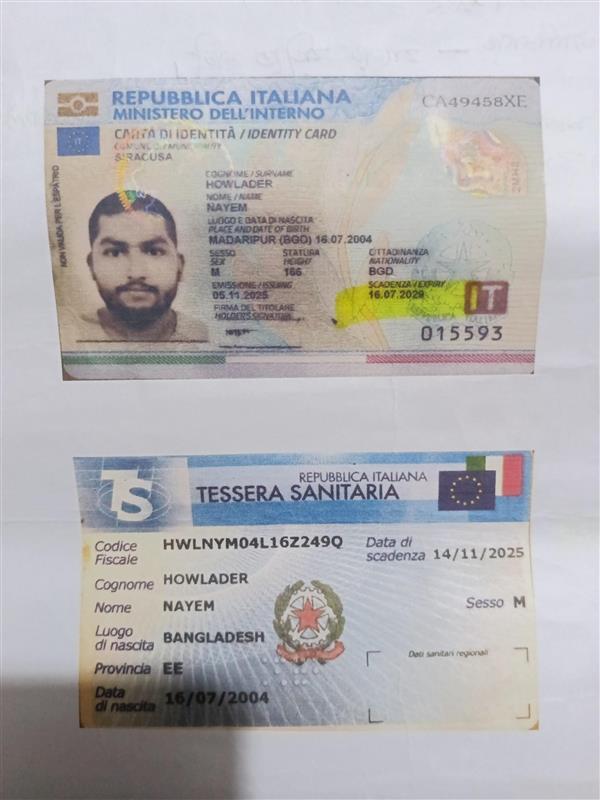 REPUBBLICA ITALIANA
MINISTERO DELL'INTERNO
CA49458XE
CARTA DI IDENTITÀ / IDENTITY CARD
COMUNE DI / MUNICIPALITY
SIRACUSA
COGNOME / SURNAME
HOWLADER
NOME / NAME
NAYEM
LUOGO E DATA DI NASCITA
PLACE AND DATE OF BIRTH
MADARIPUR (BGD) 16.07.2004
SESSO STATURA CITTADINANZA
SEX HEIGHT NATIONALITY
M 166 BGD
EMISSIONE / ISSUING SCADENZA / EXPIRY
05.11.2025 16.07.2029
FIRMA DEL TITOLARE
HOLDER'S SIGNATURE
IT
015593
NON VALIDA PER L'ESPATRIO
TS
REPUBBLICA ITALIANA
TESSERA SANITARIA
Codice Fiscale HWLNYM04L16Z249Q
Data di scadenza 14/11/2025
Cognome HOWLADER
Nome NAYEM
Sesso M
Luogo di nascita BANGLADESH
Provincia EE
Dati sanitari regionali
Data di nascita 16/07/2004